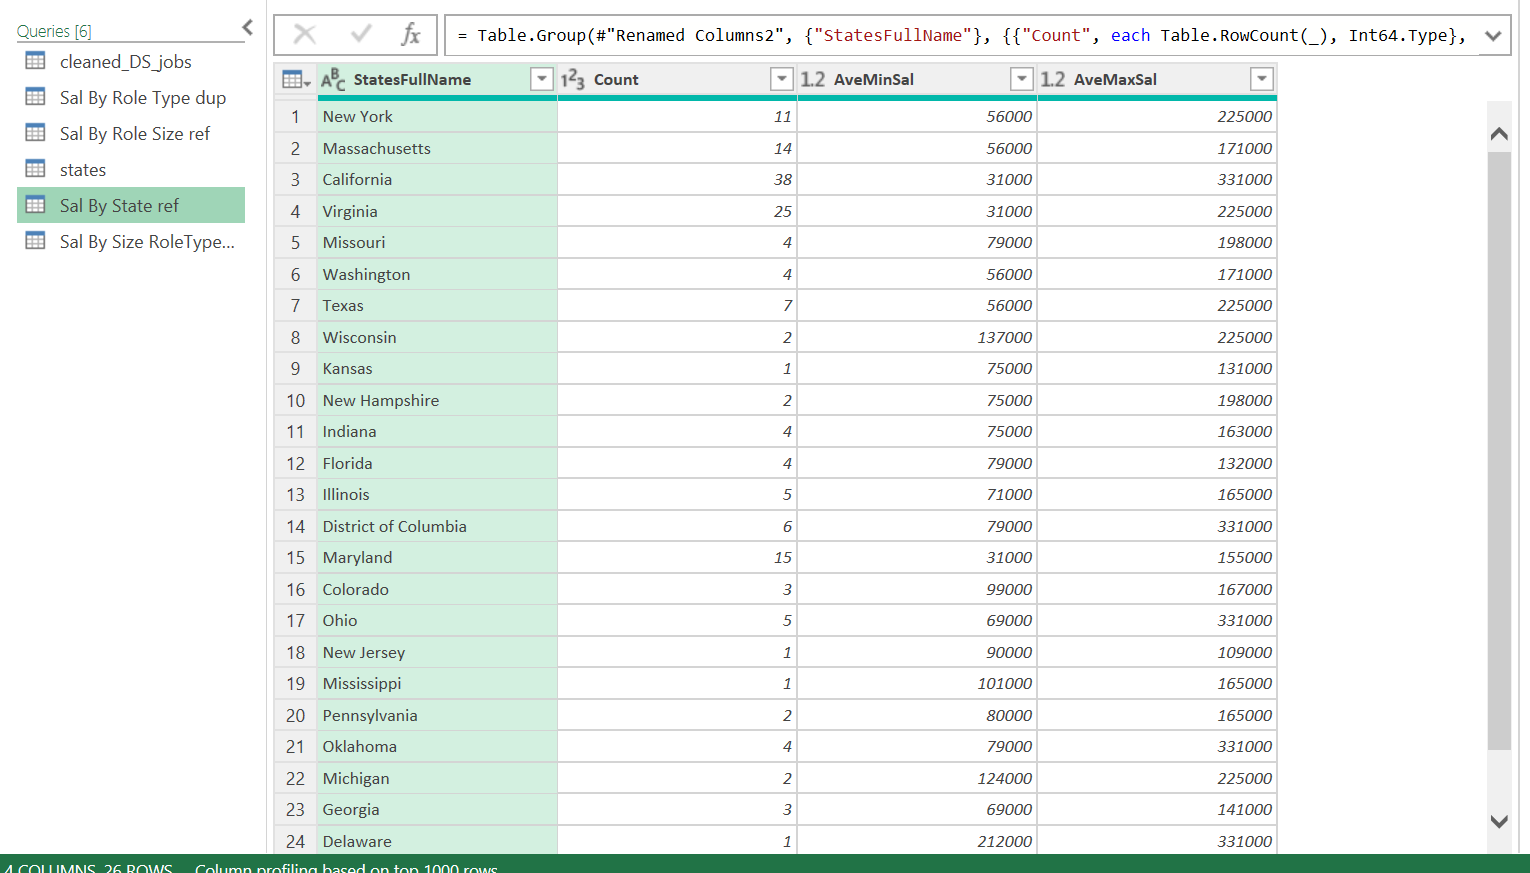 Queries [6]
cleaned_DS_jobs
Sal By Role Type dup
Sal By Role Size ref
states
Sal By State ref
Sal By Size RoleType...
fx
= Table.Group(#"Renamed Columns2", {"StatesFullName"}, {{"Count", each Table.RowCount(_), Int64.Type},
ABC StatesFullName 123 Count 1.2 AveMinSal 1.2 AveMaxSal
1 New York 11 56000 225000
2 Massachusetts 14 56000 171000
3 California 38 31000 331000
4 Virginia 25 31000 225000
5 Missouri 4 79000 198000
6 Washington 4 56000 171000
7 Texas 7 56000 225000
8 Wisconsin 2 137000 225000
9 Kansas 1 75000 131000
10 New Hampshire 2 75000 198000
11 Indiana 4 75000 163000
12 Florida 4 79000 132000
13 Illinois 5 71000 165000
14 District of Columbia 6 79000 331000
15 Maryland 15 31000 155000
16 Colorado 3 99000 167000
17 Ohio 5 69000 331000
18 New Jersey 1 90000 109000
19 Mississippi 1 101000 165000
20 Pennsylvania 2 80000 165000
21 Oklahoma 4 79000 331000
22 Michigan 2 124000 225000
23 Georgia 3 69000 141000
24 Delaware 1 212000 331000
4 COLUMNS, 26 ROWS Column profiling based on top 1000 rows